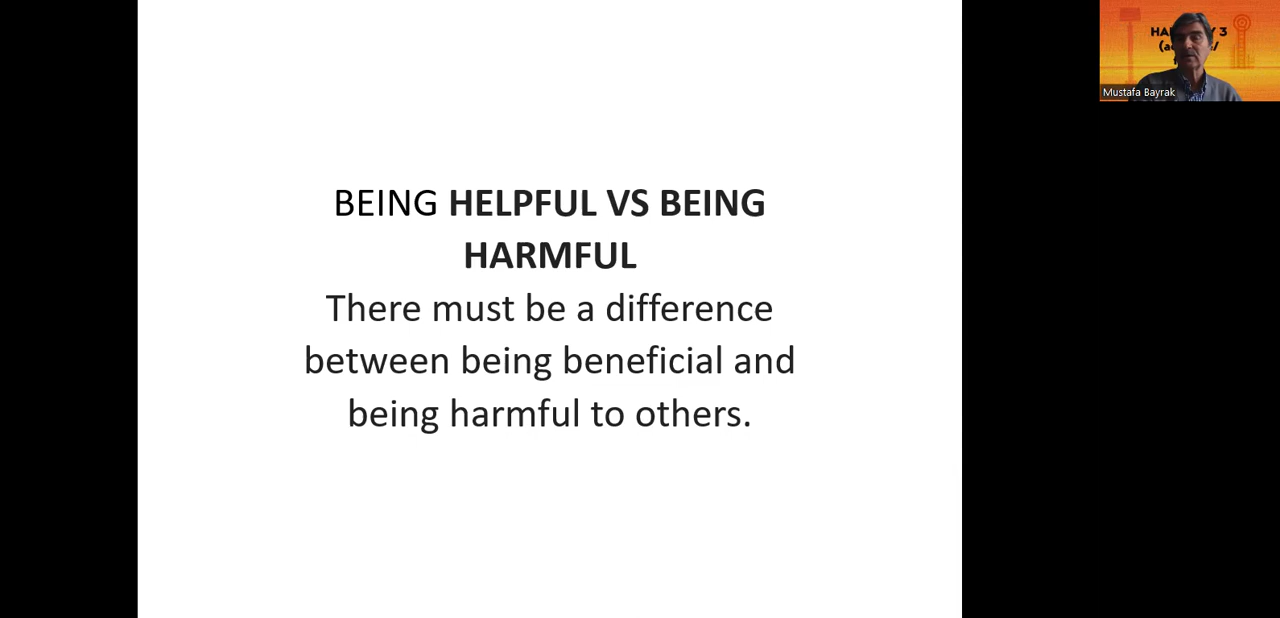 BEING HELPFUL VS BEING
HARMFUL
There must be a difference
between being beneficial and
being harmful to others.
3
Mustafa Bayrak